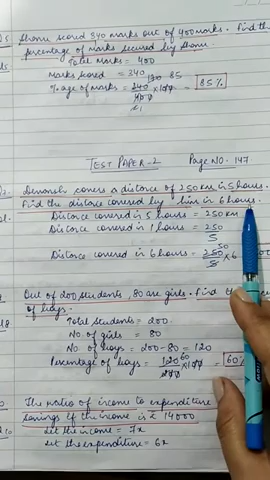 Shonu scored 340 marks out of 400 marks. Find the
percentage of marks secured by Shonu
Total marks = 400
Marks scored = 340
%age of marks = 340/400 × 100 = 85%
TEST PAPER-2 Page No. 147
covers a distance of 250 km in 5 hours.
Find the distance covered by him in 6 hours.
Distance covered in 5 hours = 250 km
Distance covered in 1 hours = 250/5
Distance covered in 6 hours = 250/5 × 6
Out of 200 students, 80 are girls. Find the
of boys.
Total students = 200
No of girls = 80
No of boys = 200 - 80 = 120
Percentage of boys = 120/200 × 100 = 60%
The ratio of income to expenditure
Savings if the income is ₹ 14000
Let the income = 7x
Let the expenditure = 6x